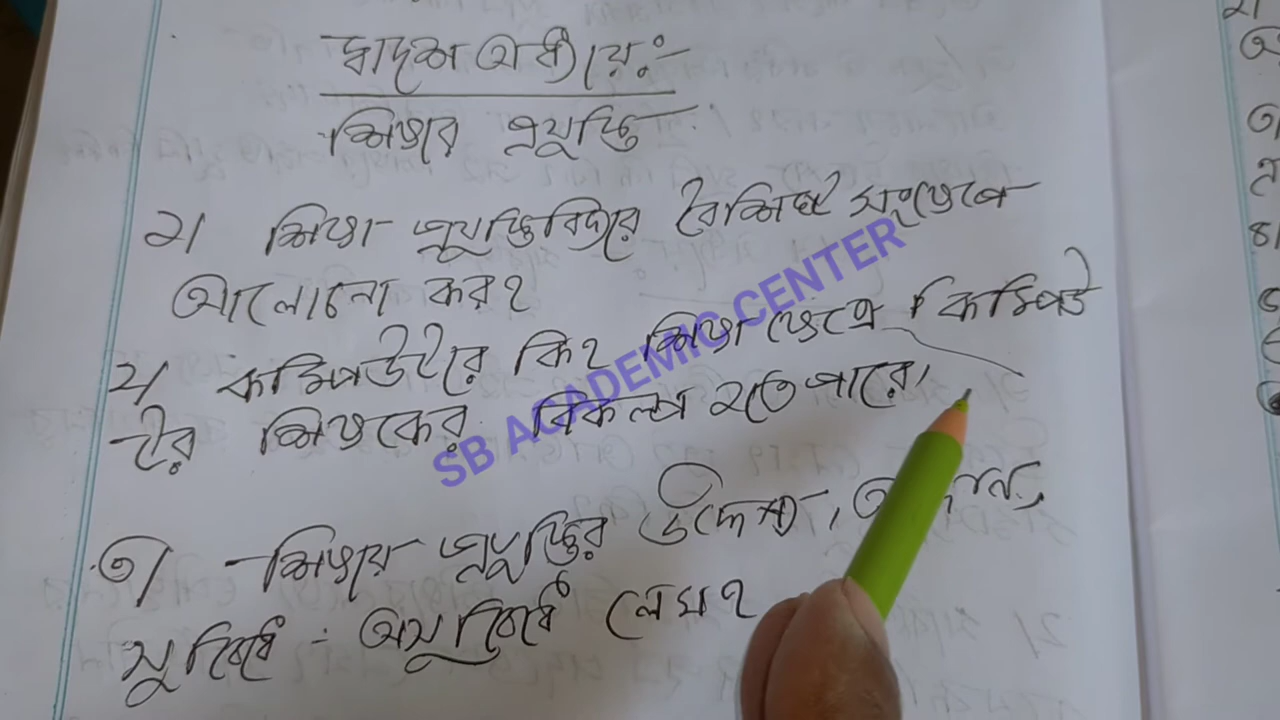 দ্বাদশ অধ্যায়ঃ-
শিক্ষায় প্রযুক্তি
১। শিক্ষা প্রযুক্তিবিদ্যার বৈশিষ্ট্য সংক্ষেপে
আলোচনা কর?
২। কম্পিউটার কি? শিক্ষা ক্ষেত্রে কি কম্পিউ
টার শিক্ষকের বিকল্প হতে পারে।
৩। শিক্ষায় প্রযুক্তির উদ্দেশ্য,
সুবিধা - অসুবিধা লেখ?
SB ACADEMIC CENTER